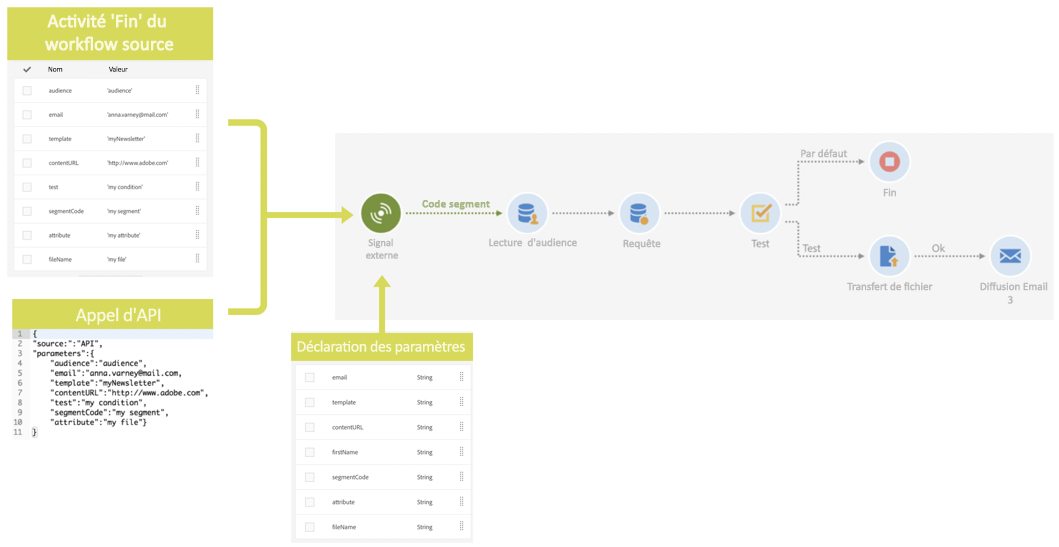 Activité 'Fin' du
workflow source
Nom Valeur
audience 'audience'
email 'anna.varney@mail.com'
template 'myNewsletter'
contentURL 'http://www.adobe.com'
test 'my condition'
segmentCode 'my segment'
attribute 'my attribute'
fileName 'my file'
Appel d'API
1 {
2 "source:":"API",
3 "parameters":{
4 "audience":"audience",
5 "email":"anna.varney@mail.com,
6 "template":"myNewsletter",
7 "contentURL":"http://www.adobe.com",
8 "test":"my condition",
9 "segmentCode":"my segment",
10 "attribute":"my file"}
11 }
Déclaration des paramètres
email String
template String
contentURL String
firstName String
segmentCode String
attribute String
fileName String
Signal
externe
Code segment
Lecture d'audience
Requête
Test
Par défaut
Fin
Test
Transfert de fichier
Ok
Diffusion Email
3